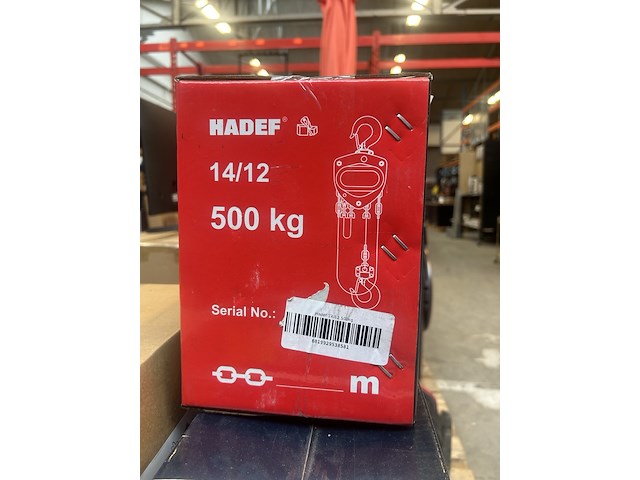 HADEF®
14/12
500 kg
Serial No.:
m